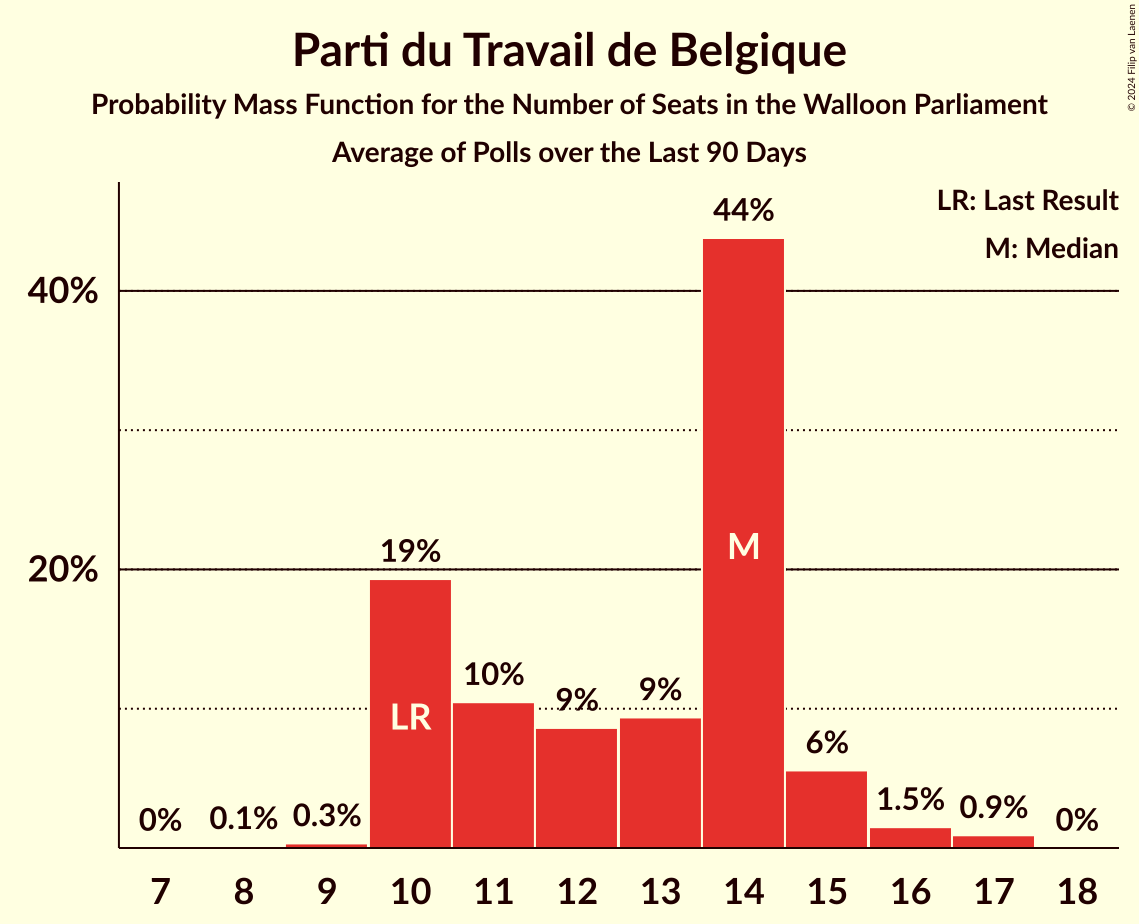 Parti du Travail de Belgique
Probability Mass Function for the Number of Seats in the Walloon Parliament
Average of Polls over the Last 90 Days
© 2024 Filip van Laenen
LR: Last Result
M: Median
40%
20%
0%
0.1%
0.3%
19%
10%
9%
9%
44%
6%
1.5%
0.9%
0%
LR
M
7 8 9 10 11 12 13 14 15 16 17 18